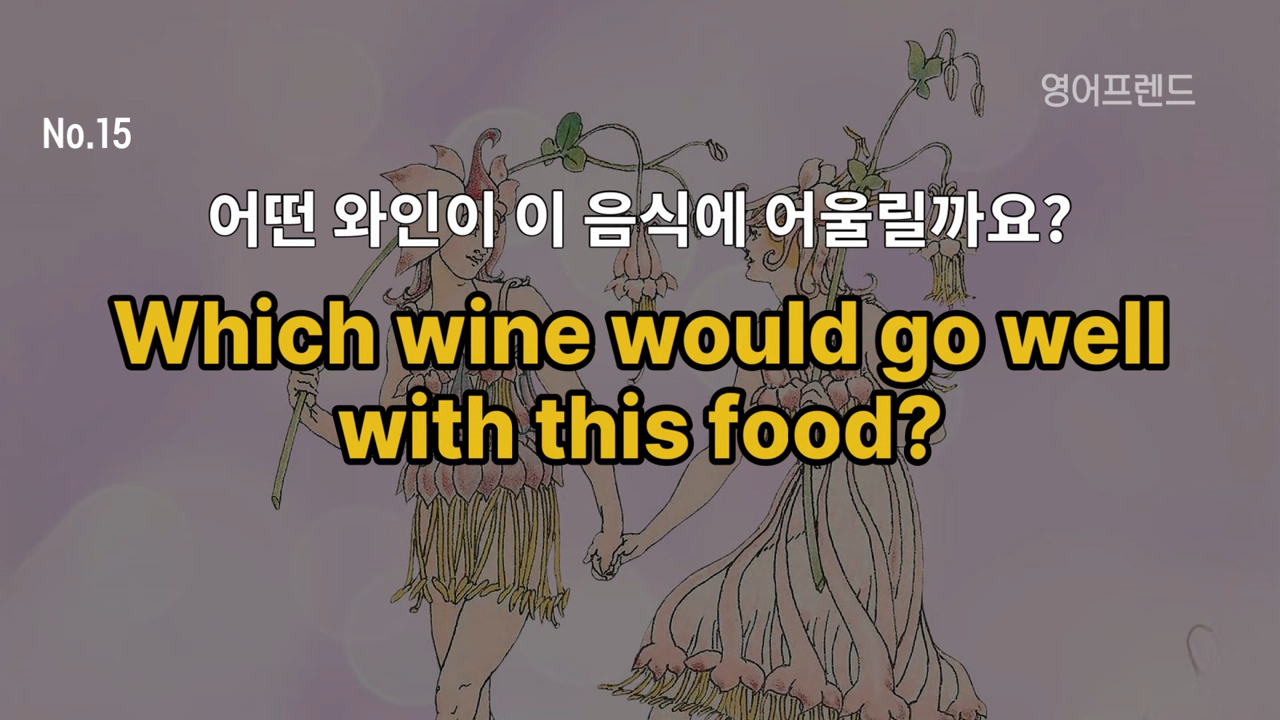 영어프렌드
No.15
어떤 와인이 이 음식에 어울릴까요?
Which wine would go well
with this food?